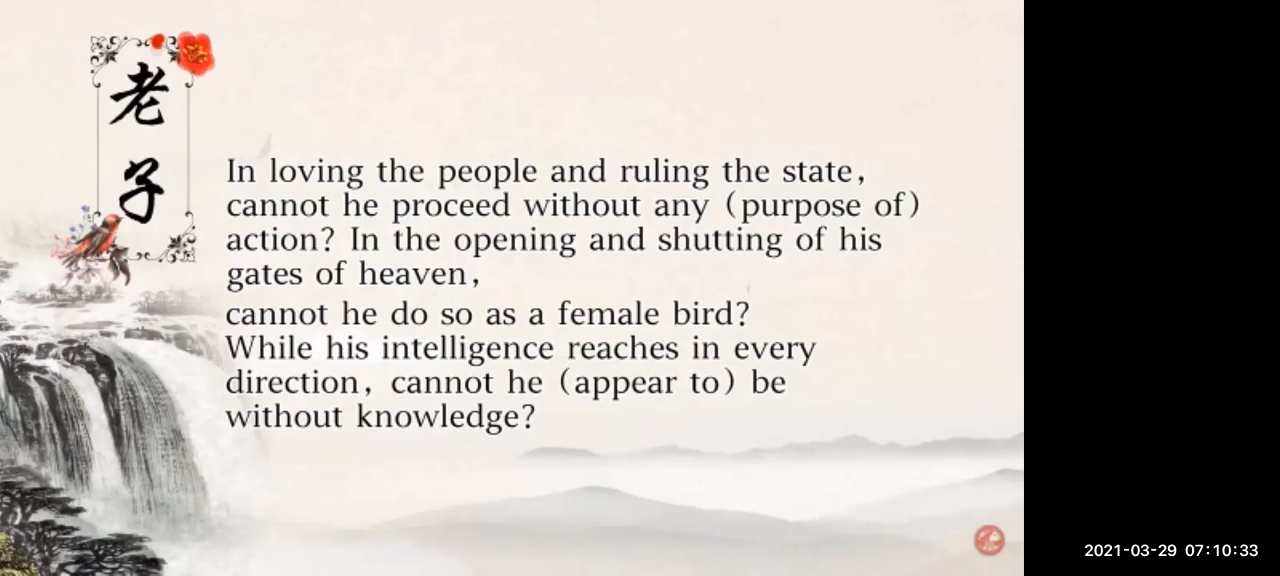 老
子
In loving the people and ruling the state,
cannot he proceed without any (purpose of)
action? In the opening and shutting of his
gates of heaven,
cannot he do so as a female bird?
While his intelligence reaches in every
direction, cannot he (appear to) be
without knowledge?
2021-03-29 07:10:33